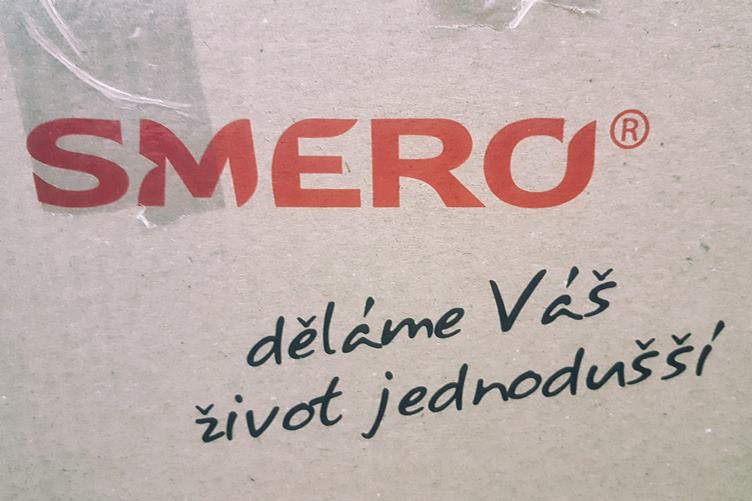 SMERO®
děláme Váš
život jednodušší